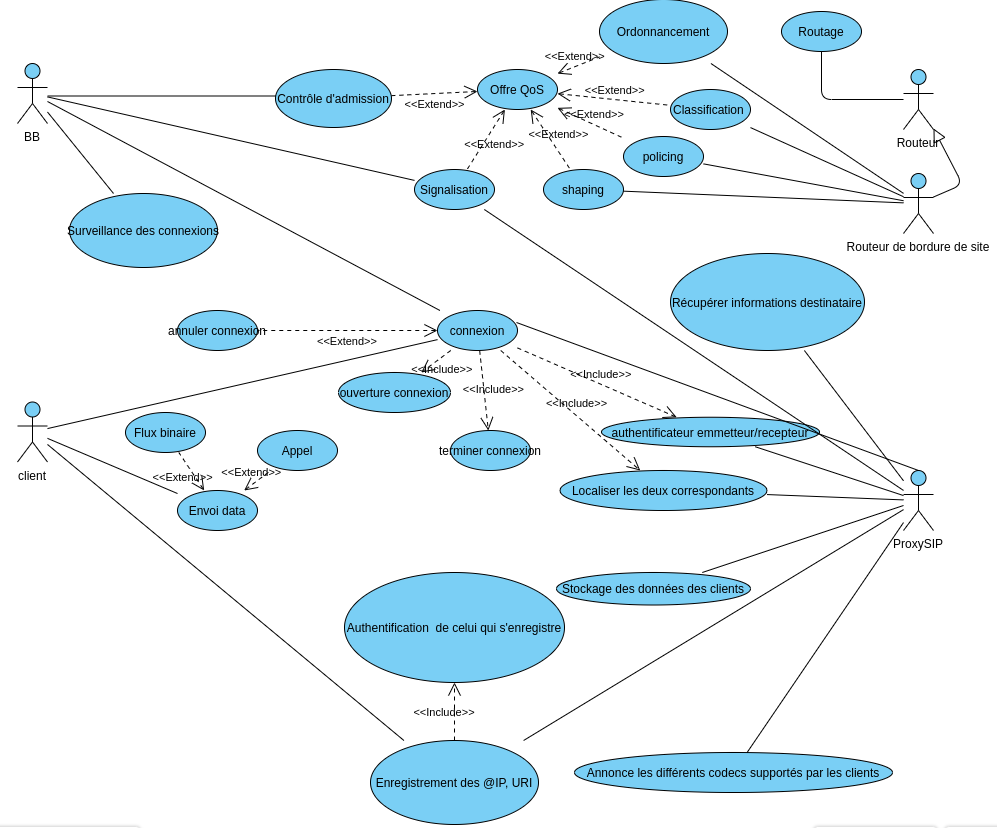 Ordonnancement
Routage
<<Extend>>
Offre QoS
<<Extend>>
Contrôle d'admission
<<Extend>>
Classification
<<Extend>>
BB
<<Extend>>
<<Extend>>
Routeur
policing
Signalisation
shaping
Surveillance des connexions
Routeur de bordure de site
Récupérer informations destinataire
annuler connexion
connexion
<<Extend>>
<<Include>>
<<Include>>
<<Include>>
ouverture connexion
<<Include>>
Flux binaire
authentificateur emmetteur/recepteur
Appel
terminer connexion
client
<<Extend>>
<<Extend>>
Localiser les deux correspondants
Envoi data
ProxySIP
Stockage des données des clients
Authentification de celui qui s'enregistre
<<Include>>
Enregistrement des @IP, URI
Annonce les différents codecs supportés par les clients